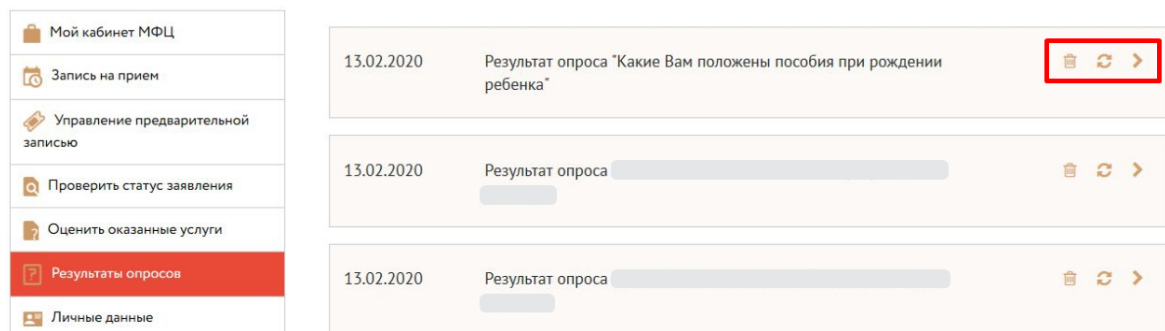 Мой кабинет МФЦ
Запись на прием
Управление предварительной
записью
Проверить статус заявления
Оценить оказанные услуги
Результаты опросов
Личные данные
13.02.2020
Результат опроса "Какие Вам положены пособия при рождении
ребенка"
13.02.2020
Результат опроса
13.02.2020
Результат опроса